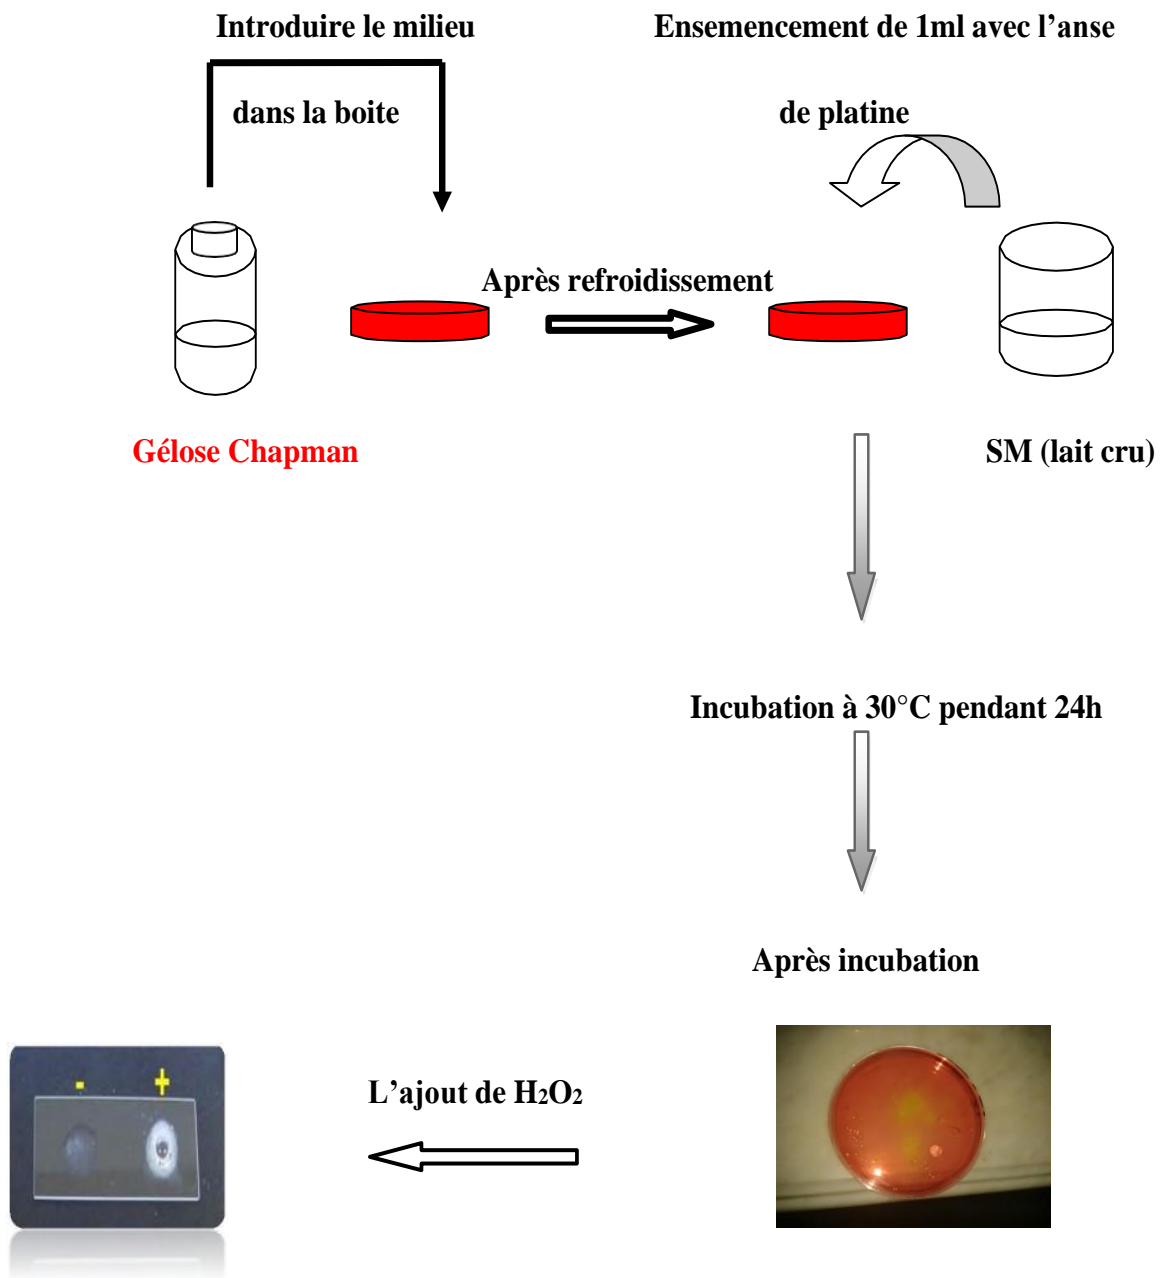 Introduire le milieu
dans la boite
Ensemencement de 1ml avec l’anse
de platine
Après refroidissement
Gélose Chapman
SM (lait cru)
Incubation à 30°C pendant 24h
Après incubation
L’ajout de H₂O₂
- +